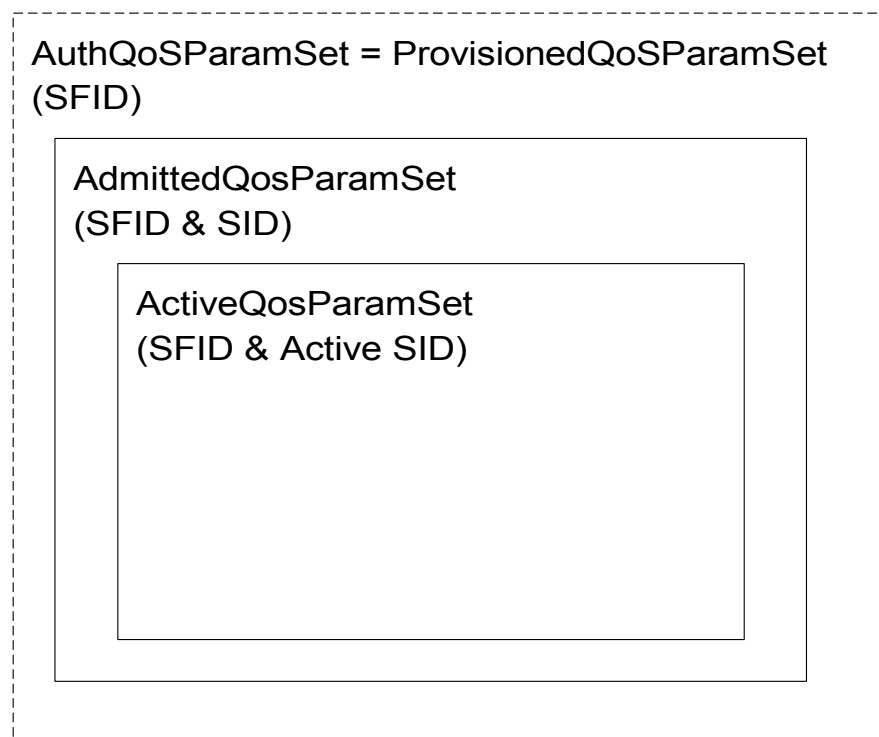 AuthQoSParamSet = ProvisionedQoSParamSet
(SFID)
AdmittedQosParamSet
(SFID & SID)
ActiveQosParamSet
(SFID & Active SID)